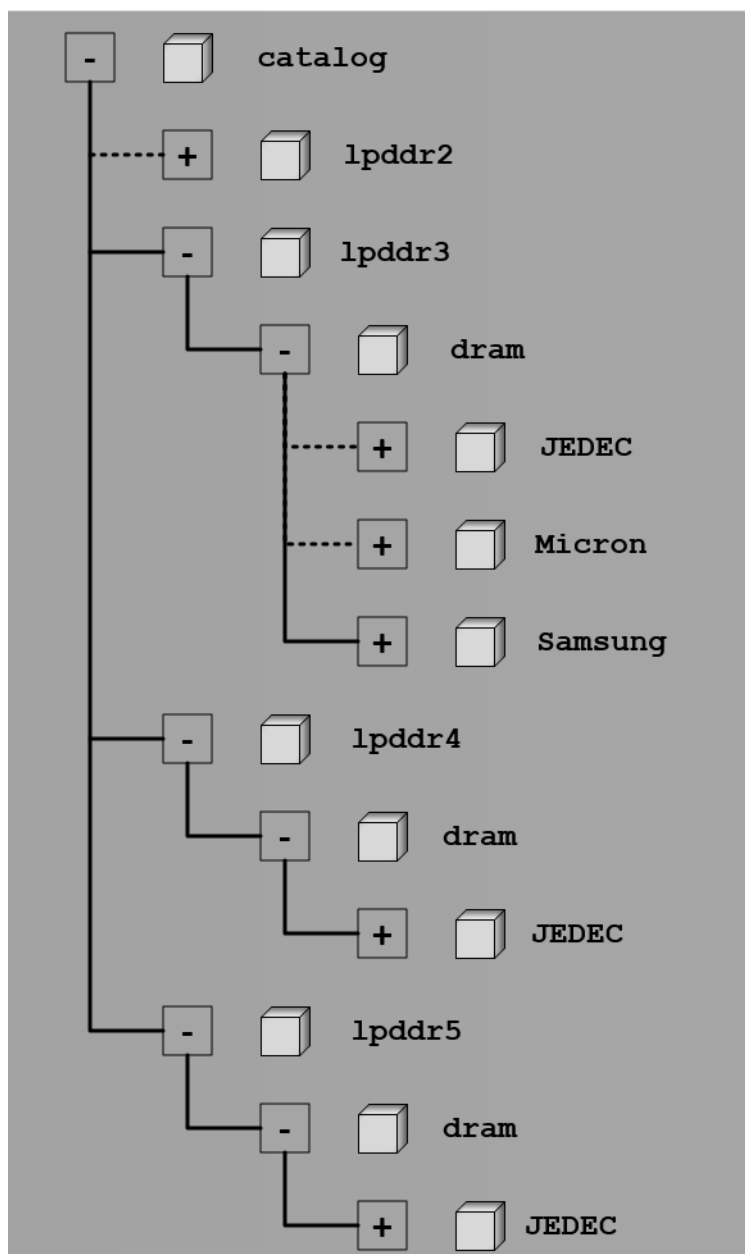 - catalog
+ lpddr2
- lpddr3
- dram
+ JEDEC
+ Micron
+ Samsung
- lpddr4
- dram
+ JEDEC
- lpddr5
- dram
+ JEDEC